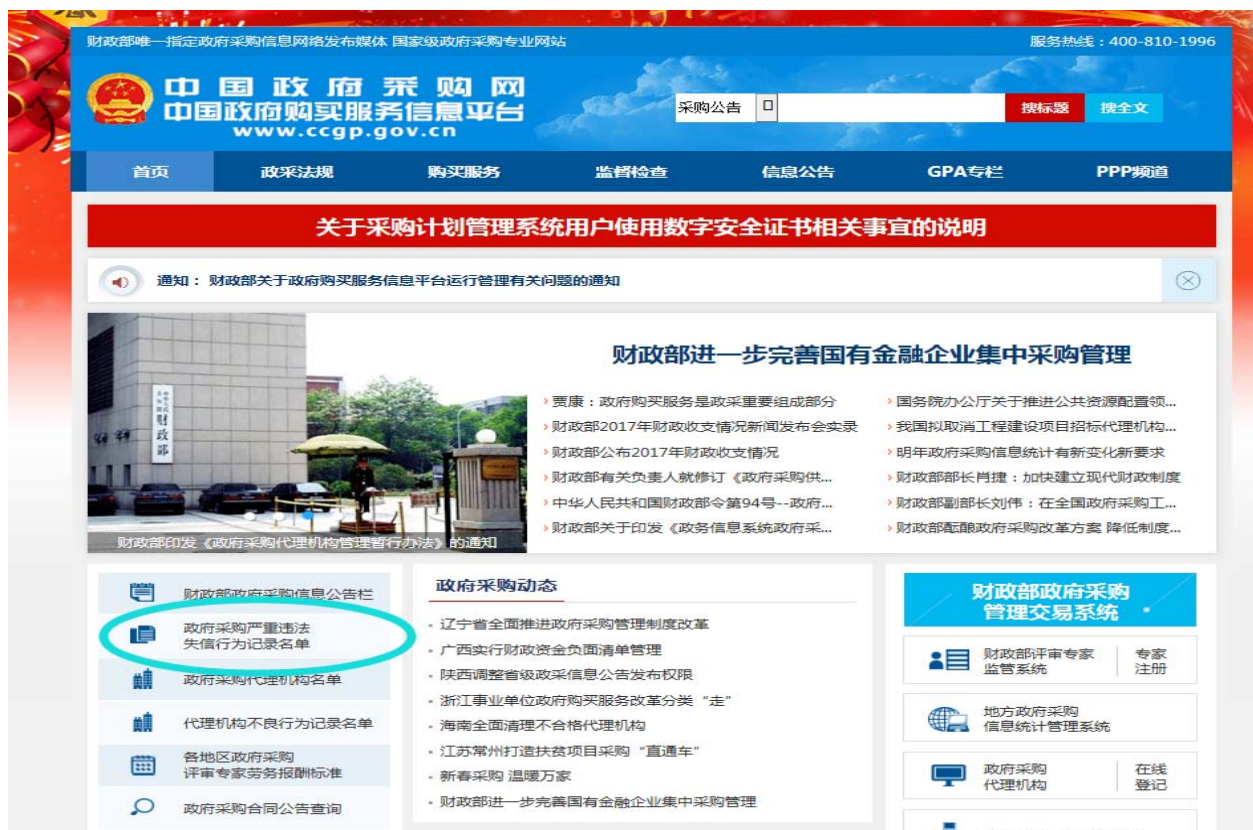 财政部唯一指定政府采购信息网络发布媒体 国家级政府采购专业网站
服务热线：400-810-1996
中国政府采购网
中国政府购买服务信息平台
www.ccgp.gov.cn
采购公告
搜标题
搜全文
首页
政采法规
购买服务
监督检查
信息公告
GPA专栏
PPP频道
关于采购计划管理系统用户使用数字安全证书相关事宜的说明
通知：财政部关于政府购买服务信息平台运行管理有关问题的通知
财政部
财政部印发《政府采购代理机构管理暂行办法》的通知
财政部进一步完善国有金融企业集中采购管理
贾康：政府购买服务是政采重要组成部分
财政部2017年财政收支情况新闻发布会实录
财政部公布2017年财政收支情况
财政部有关负责人就修订《政府采购供...
中华人民共和国财政部令第94号--政府...
财政部关于印发《政务信息系统政府采...
国务院办公厅关于推进公共资源配置领...
我国拟取消工程建设项目招标代理机构...
明年政府采购信息统计有新变化新要求
财政部部长肖捷：加快建立现代财政制度
财政部副部长刘伟：在全国政府采购工...
财政部酝酿政府采购改革方案 降低制度...
财政部政府采购信息公告栏
政府采购严重违法
失信行为记录名单
政府采购代理机构名单
代理机构不良行为记录名单
各地区政府采购
评审专家劳务报酬标准
政府采购合同公告查询
政府采购动态
辽宁省全面推进政府采购管理制度改革
广西实行财政资金负面清单管理
陕西调整省级政采信息公告发布权限
浙江事业单位政府购买服务改革分类“走”
海南全面清理不合格代理机构
江苏常州打造扶贫项目采购“直通车”
新春采购 温暖万家
财政部进一步完善国有金融企业集中采购管理
财政部政府采购
管理交易系统
财政部评审专家
监管系统
专家
注册
地方政府采购
信息统计管理系统
政府采购
代理机构
在线
登记